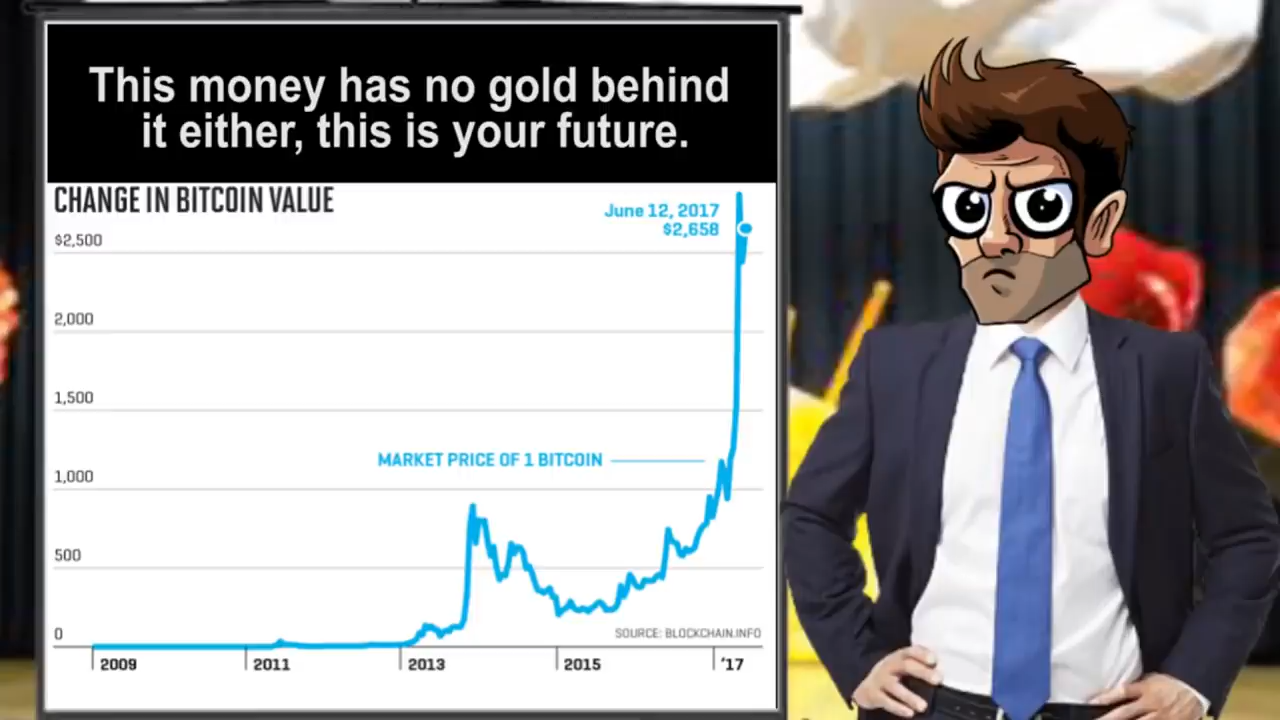 This money has no gold behind
it either, this is your future.
CHANGE IN BITCOIN VALUE
June 12, 2017
$2,658
$2,500
2,000
1,500
MARKET PRICE OF 1 BITCOIN
1,000
500
0
SOURCE: BLOCKCHAIN.INFO
2009
2011
2013
2015
'17